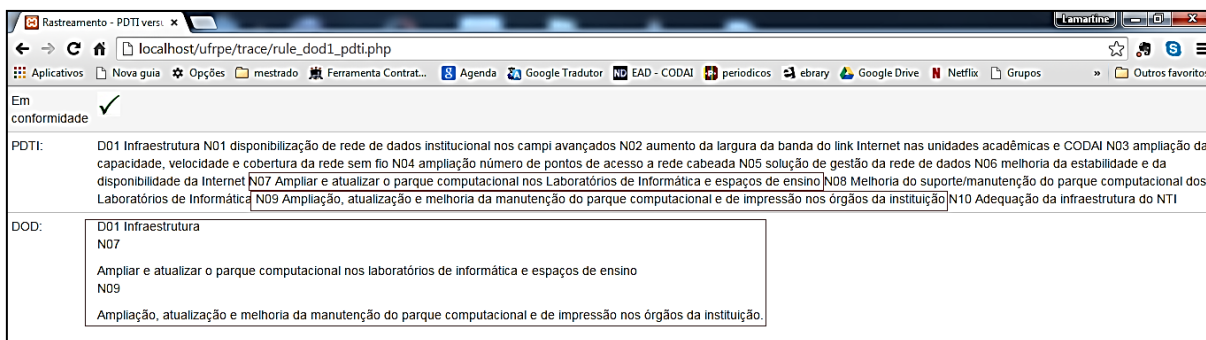 Rastreamento - PDTI versu ×
Lamartine
localhost/ufrpe/trace/rule_dod1_pdti.php
Aplicativos Nova guia Opções mestrado Ferramenta Contrat... Agenda Google Tradutor ND EAD - CODAI periodicos ebrary Google Drive N Netflix Grupos » Outros favoritos
Em
conformidade
PDTI: D01 Infraestrutura N01 disponibilização de rede de dados institucional nos campi avançados N02 aumento da largura da banda do link Internet nas unidades acadêmicas e CODAI N03 ampliação da
capacidade, velocidade e cobertura da rede sem fio N04 ampliação número de pontos de acesso a rede cabeada N05 solução de gestão da rede de dados N06 melhoria da estabilidade e da
disponibilidade da Internet N07 Ampliar e atualizar o parque computacional nos Laboratórios de Informática e espaços de ensino N08 Melhoria do suporte/manutenção do parque computacional dos
Laboratórios de Informática N09 Ampliação, atualização e melhoria da manutenção do parque computacional e de impressão nos órgãos da instituição N10 Adequação da infraestrutura do NTI
DOD: D01 Infraestrutura
N07
Ampliar e atualizar o parque computacional nos laboratórios de informática e espaços de ensino
N09
Ampliação, atualização e melhoria da manutenção do parque computacional e de impressão nos órgãos da instituição.